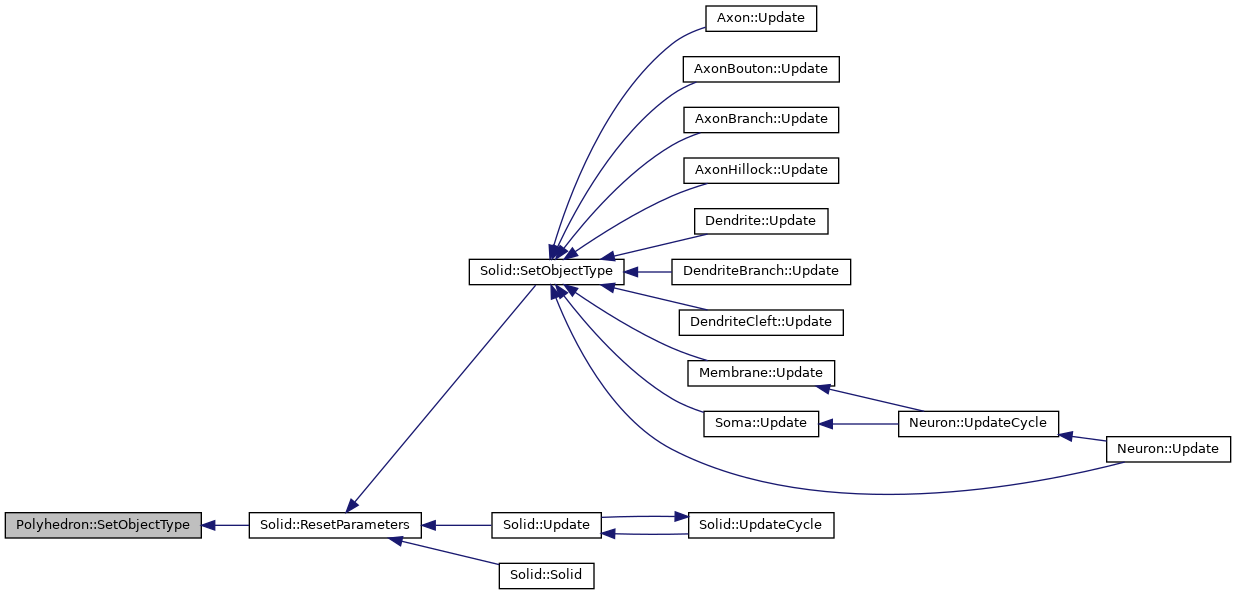 Axon::Update
AxonBouton::Update
AxonBranch::Update
AxonHillock::Update
Dendrite::Update
Solid::SetObjectType
DendriteBranch::Update
DendriteCleft::Update
Membrane::Update
Soma::Update
Neuron::UpdateCycle
Neuron::Update
Polyhedron::SetObjectType
Solid::ResetParameters
Solid::Update
Solid::UpdateCycle
Solid::Solid